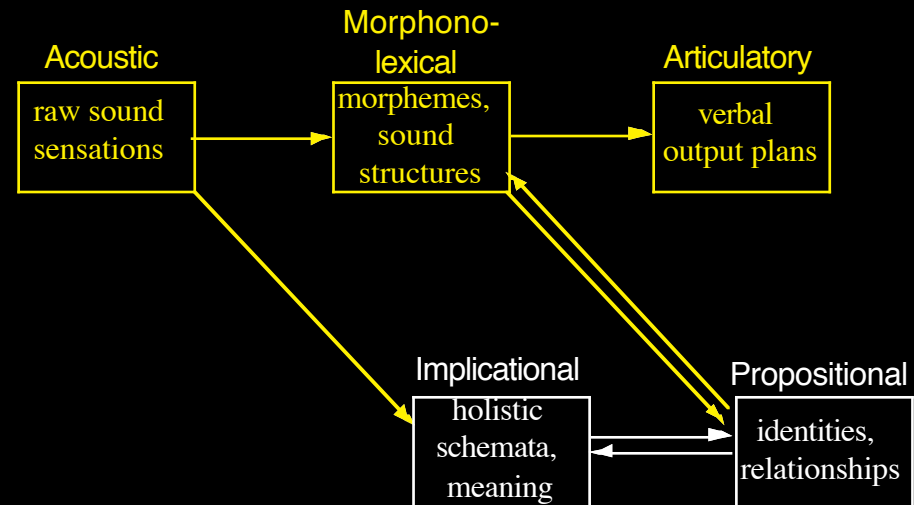 Acoustic
raw sound
sensations
Morphono-
lexical
morphemes,
sound
structures
Articulatory
verbal
output plans
Implicational
holistic
schemata,
meaning
Propositional
identities,
relationships